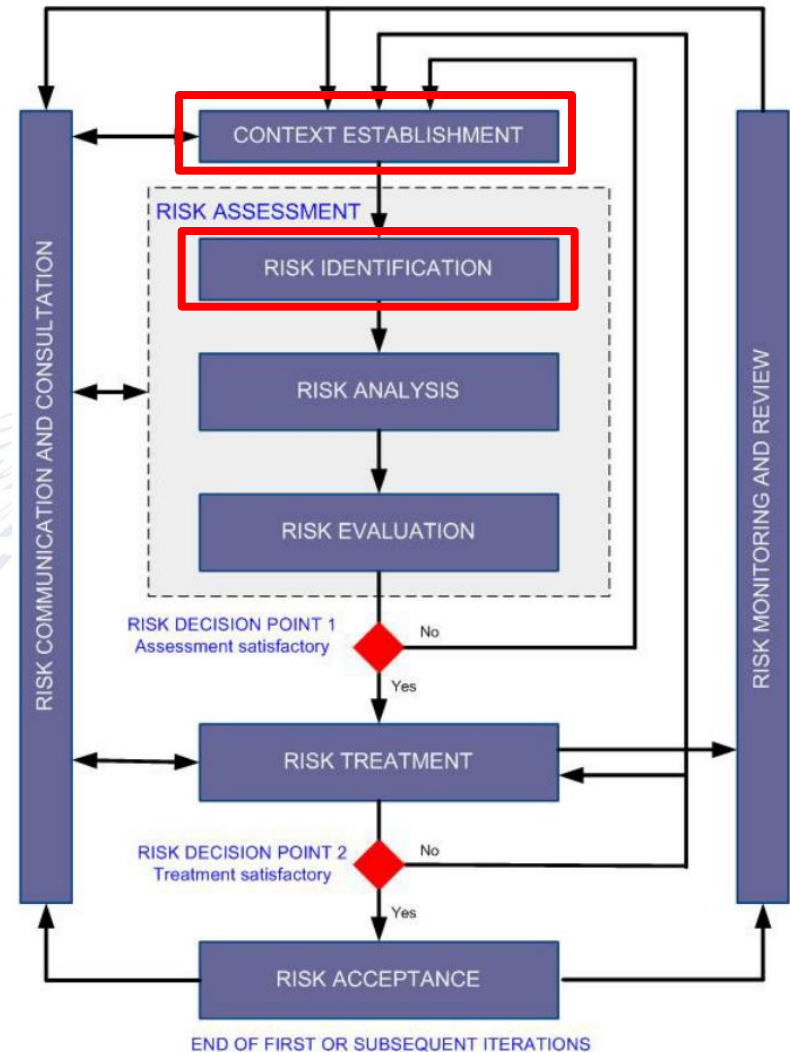 CONTEXT ESTABLISHMENT
RISK ASSESSMENT
RISK IDENTIFICATION
RISK COMMUNICATION AND CONSULTATION
RISK MONITORING AND REVIEW
RISK ANALYSIS
RISK EVALUATION
RISK DECISION POINT 1
Assessment satisfactory
No
Yes
RISK TREATMENT
RISK DECISION POINT 2
Treatment satisfactory
No
Yes
RISK ACCEPTANCE
END OF FIRST OR SUBSEQUENT ITERATIONS